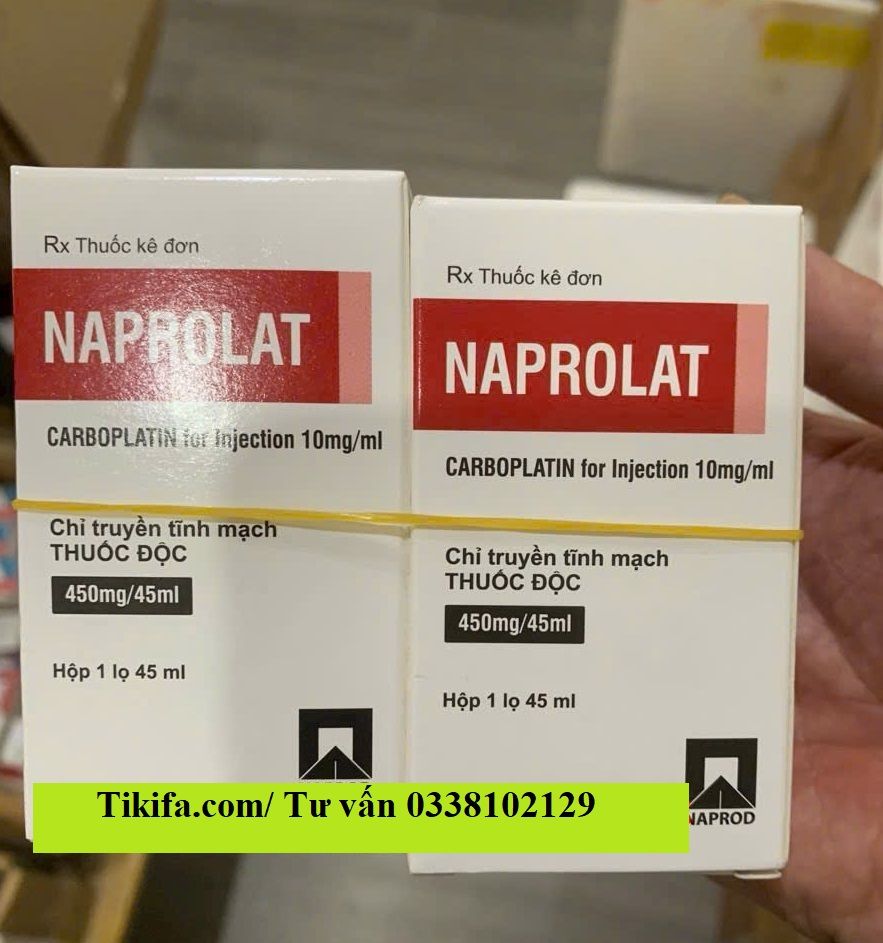 Rx Thuốc kê đơn
NAPROLAT
CARBOPLATIN for Injection 10mg/ml
Chỉ truyền tĩnh mạch
THUỐC ĐỘC
450mg/45ml
Hộp 1 lọ 45 ml
Rx Thuốc kê đơn
NAPROLAT
CARBOPLATIN for Injection 10mg/ml
Chỉ truyền tĩnh mạch
THUỐC ĐỘC
450mg/45ml
Hộp 1 lọ 45 ml
NAPROD
Tikifa.com/ Tư vấn 0338102129